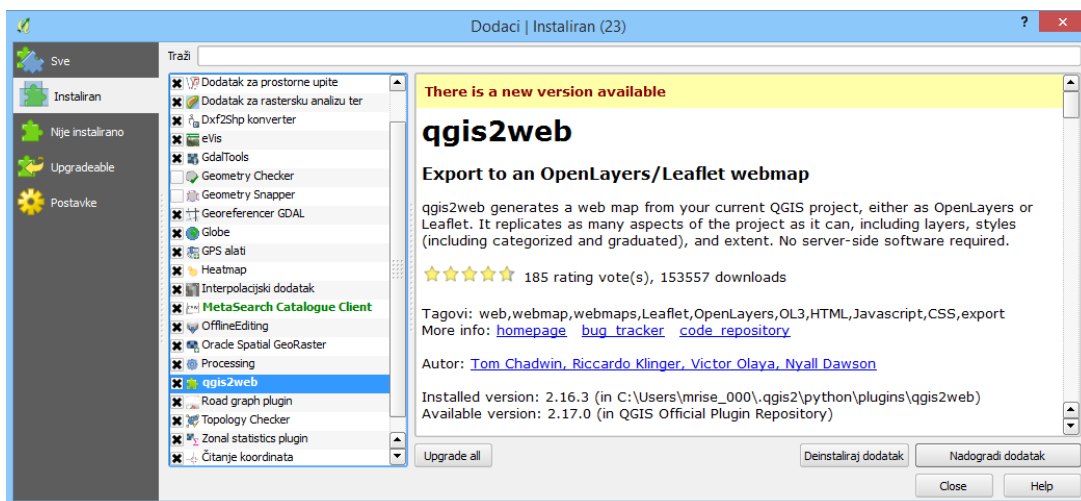 Dodaci | Instaliran (23)
?
Sve
Instaliran
Nije instalirano
Upgradeable
Postavke
Traži
Dodatak za prostorne upite
Dodatak za rastersku analizu ter
Dxf2Shp konverter
eVis
GdalTools
Geometry Checker
Geometry Snapper
Georeferencer GDAL
Globe
GPS alati
Heatmap
Interpolacijski dodatak
MetaSearch Catalogue Client
OfflineEditing
Oracle Spatial GeoRaster
Processing
qgis2web
Road graph plugin
Topology Checker
Zonal statistics plugin
Čitanje koordinata
There is a new version available
qgis2web
Export to an OpenLayers/Leaflet webmap
qgis2web generates a web map from your current QGIS project, either as OpenLayers or
Leaflet. It replicates as many aspects of the project as it can, including layers, styles
(including categorized and graduated), and extent. No server-side software required.
185 rating vote(s), 153557 downloads
Tagovi: web,webmap,webmaps,Leaflet,OpenLayers,OL3,HTML,Javascript,CSS,export
More info: homepage bug tracker code repository
Autor: Tom Chadwin, Riccardo Klinger, Victor Olaya, Nyall Dawson
Installed version: 2.16.3 (in C:\Users\mrise_000\.qgis2\python\plugins\qgis2web)
Available version: 2.17.0 (in QGIS Official Plugin Repository)
Upgrade all
Deinstaliraj dodatak
Nadogradi dodatak
Close
Help